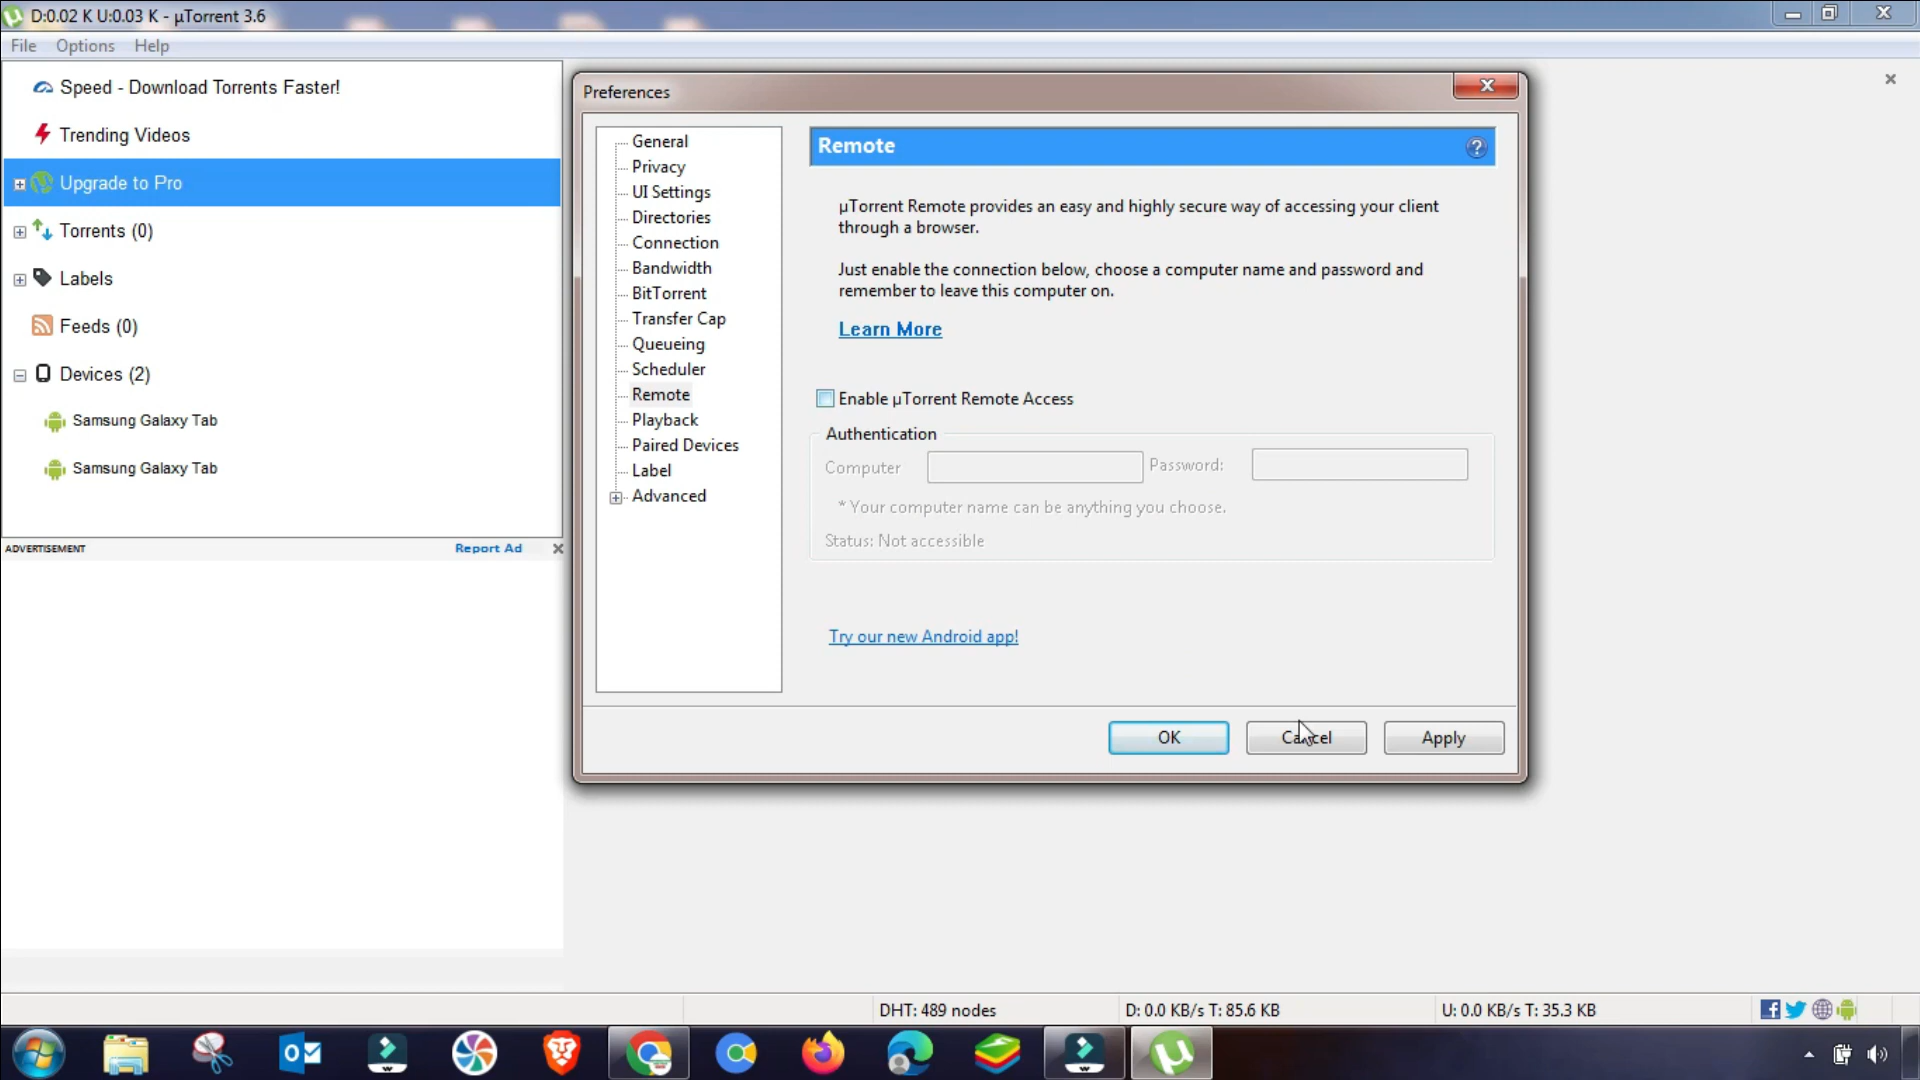 D:0.02 K U:0.03 K - µTorrent 3.6
File Options Help
Speed - Download Torrents Faster!
Trending Videos
Upgrade to Pro
Torrents (0)
Labels
Feeds (0)
Devices (2)
Samsung Galaxy Tab
Samsung Galaxy Tab
ADVERTISEMENT Report Ad
Preferences
General
Privacy
UI Settings
Directories
Connection
Bandwidth
BitTorrent
Transfer Cap
Queueing
Scheduler
Remote
Playback
Paired Devices
Label
Advanced
Remote
µTorrent Remote provides an easy and highly secure way of accessing your client
through a browser.
Just enable the connection below, choose a computer name and password and
remember to leave this computer on.
Learn More
Enable µTorrent Remote Access
Authentication
Computer Password:
* Your computer name can be anything you choose.
Status: Not accessible
Try our new Android app!
OK Cancel Apply
DHT: 489 nodes D: 0.0 KB/s T: 85.6 KB U: 0.0 KB/s T: 35.3 KB